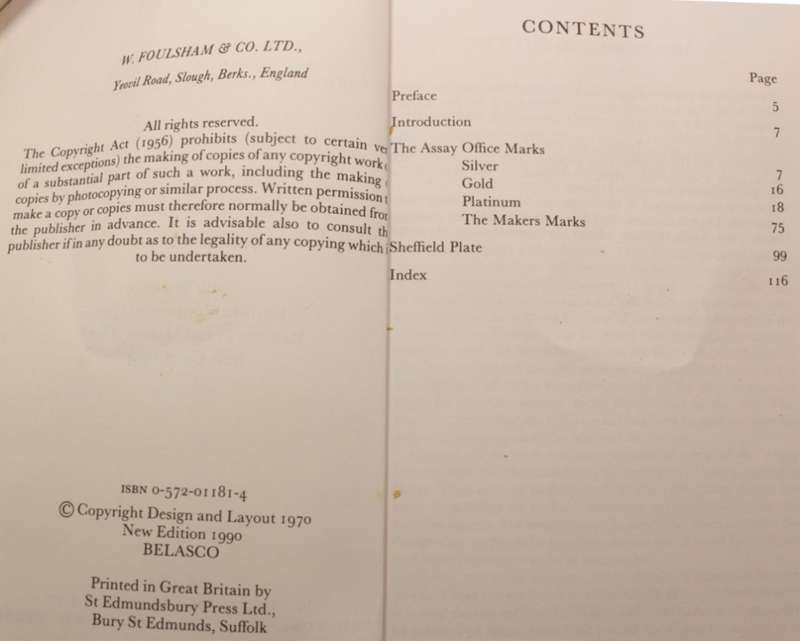 W. FOULSHAM & CO. LTD.,
Yeovil Road, Slough, Berks., England
All rights reserved.
The Copyright Act (1956) prohibits (subject to certain ve
limited exceptions) the making of copies of any copyright work
of a substantial part of such a work, including the making
copies by photocopying or similar process. Written permission
make a copy or copies must therefore normally be obtained fro
the publisher in advance. It is advisable also to consult th
publisher if in any doubt as to the legality of any copying which
to be undertaken.
ISBN 0-572-01181-4
© Copyright Design and Layout 1970
New Edition 1990
BELASCO
Printed in Great Britain by
St Edmundsbury Press Ltd.,
Bury St Edmunds, Suffolk
CONTENTS
Page
Preface 5
Introduction 7
The Assay Office Marks
Silver 7
Gold 16
Platinum 18
The Makers Marks 75
Sheffield Plate 99
Index 116